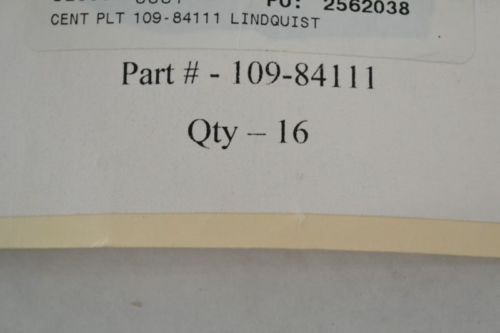 PO: 2562038
CENT PLT 109-84111 LINDQUIST
Part # - 109-84111
Qty – 16